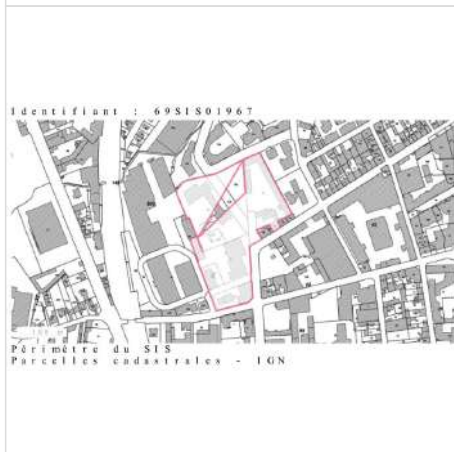 Identifiant : 69SIS01967
Périmètre du SIS
Parcelles cadastrales - IGN